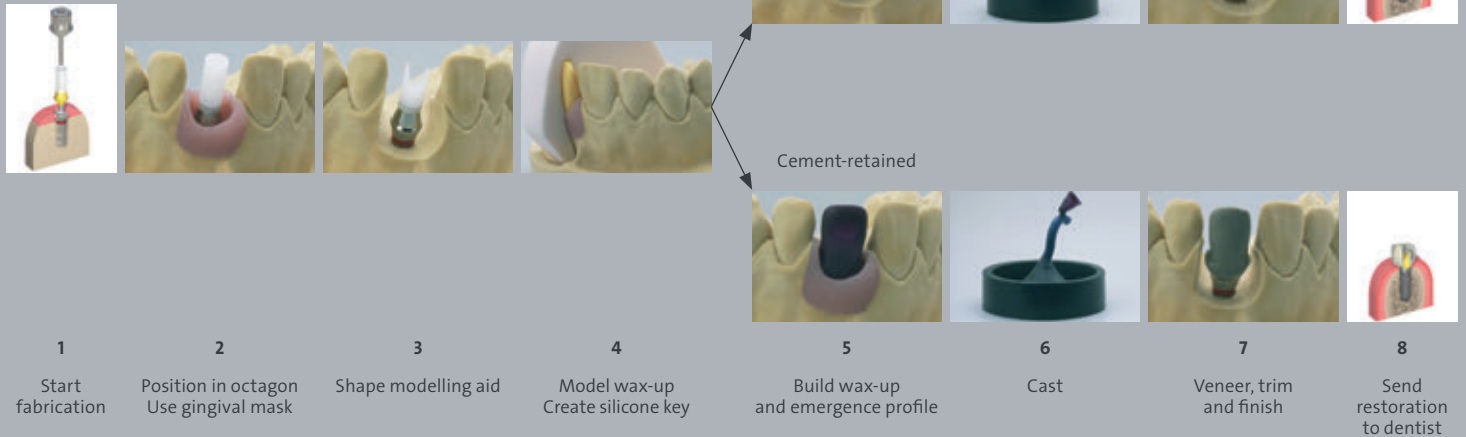 Cement-retained
1
Start
fabrication
2
Position in octagon
Use gingival mask
3
Shape modelling aid
4
Model wax-up
Create silicone key
5
Build wax-up
and emergence profile
6
Cast
7
Veneer, trim
and finish
8
Send
restoration
to dentist